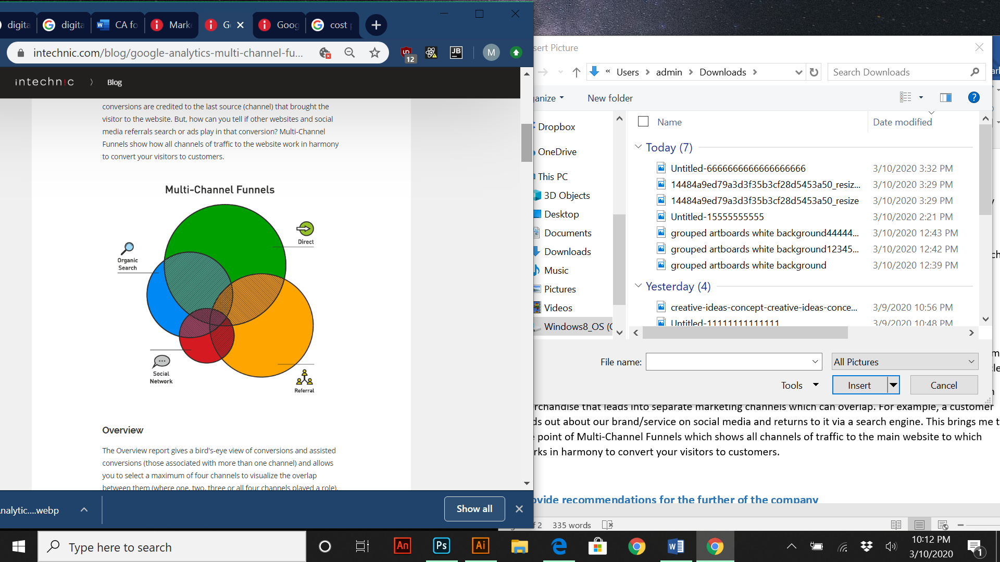 digita
digita
CA fo
Mark
G
Goog
cost p
intechnic.com/blog/google-analytics-multi-channel-fu...
12
JB
M
intechnic
Blog
conversions are credited to the last source (channel) that brought the
visitor to the website. But, how can you tell if other websites and social
media referrals search or ads play in that conversion? Multi-Channel
Funnels show how all channels of traffic to the website work in harmony
to convert your visitors to customers.
Multi-Channel Funnels
Direct
Organic
Search
Social
Network
Referral
Overview
The Overview report gives a bird's-eye view of conversions and assisted
conversions (those associated with more than one channel) and allows
you to select a maximum of four channels to visualize the overlap
between them (where one, two, three or all four channels played a role).
nalytic....webp
Show all
sert Picture
« Users > admin > Downloads >
Search Downloads
anize
New folder
Dropbox
OneDrive
This PC
3D Objects
Desktop
Documents
Downloads
Music
Pictures
Videos
Windows8_OS (C
Name
Date modified
Today (7)
Untitled-6666666666666666 3/10/2020 3:32 PM
14484a9ed79a3d3f35b3cf28d5453a50_resiz... 3/10/2020 3:29 PM
14484a9ed79a3d3f35b3cf28d5453a50_resize 3/10/2020 3:29 PM
Untitled-15555555555 3/10/2020 2:21 PM
grouped artboards white background44444... 3/10/2020 12:43 PM
grouped artboards white background12345... 3/10/2020 12:42 PM
grouped artboards white background 3/10/2020 12:39 PM
Yesterday (4)
creative-ideas-concept-creative-ideas-conce... 3/9/2020 10:56 PM
Untitled-11111111111111 3/9/2020 10:48 PM
File name:
All Pictures
Tools
Insert
Cancel
rchandise that leads into separate marketing channels which can overlap. For example, a customer
ds out about our brand/service on social media and returns to it via a search engine. This brings me t
e point of Multi-Channel Funnels which shows all channels of traffic to the main website to which
rks in harmony to convert your visitors to customers.
ovide recommendations for the further of the company
f 2
335 words
Type here to search
An
Ps
Ai
10:12 PM
3/10/2020
1